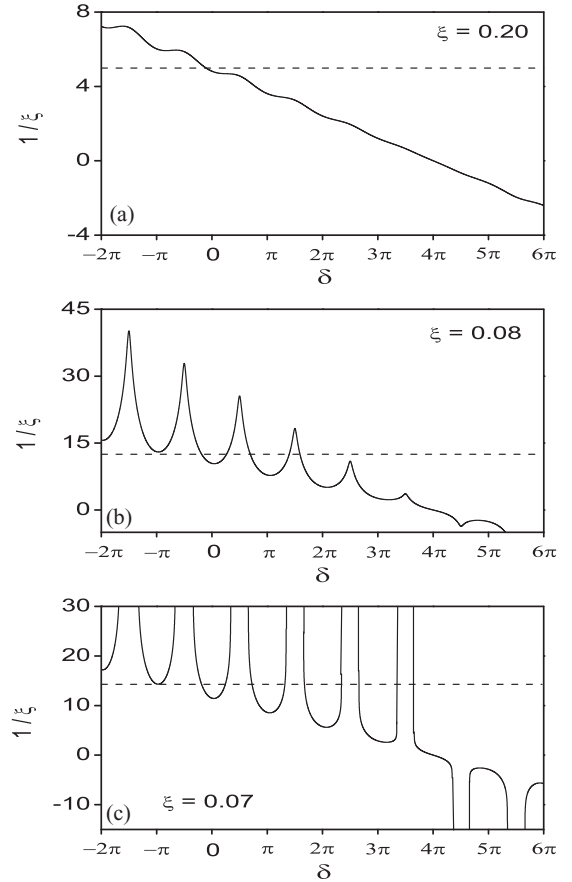 8
ξ = 0.20
4
1/ξ
0
(a)
-4
−2π −π 0 π 2π 3π 4π 5π 6π
δ
45
ξ = 0.08
30
1/ξ
15
0
(b)
−2π −π 0 π 2π 3π 4π 5π 6π
δ
30
20
1/ξ
10
0
-10
(c) ξ = 0.07
−2π −π 0 π 2π 3π 4π 5π 6π
δ